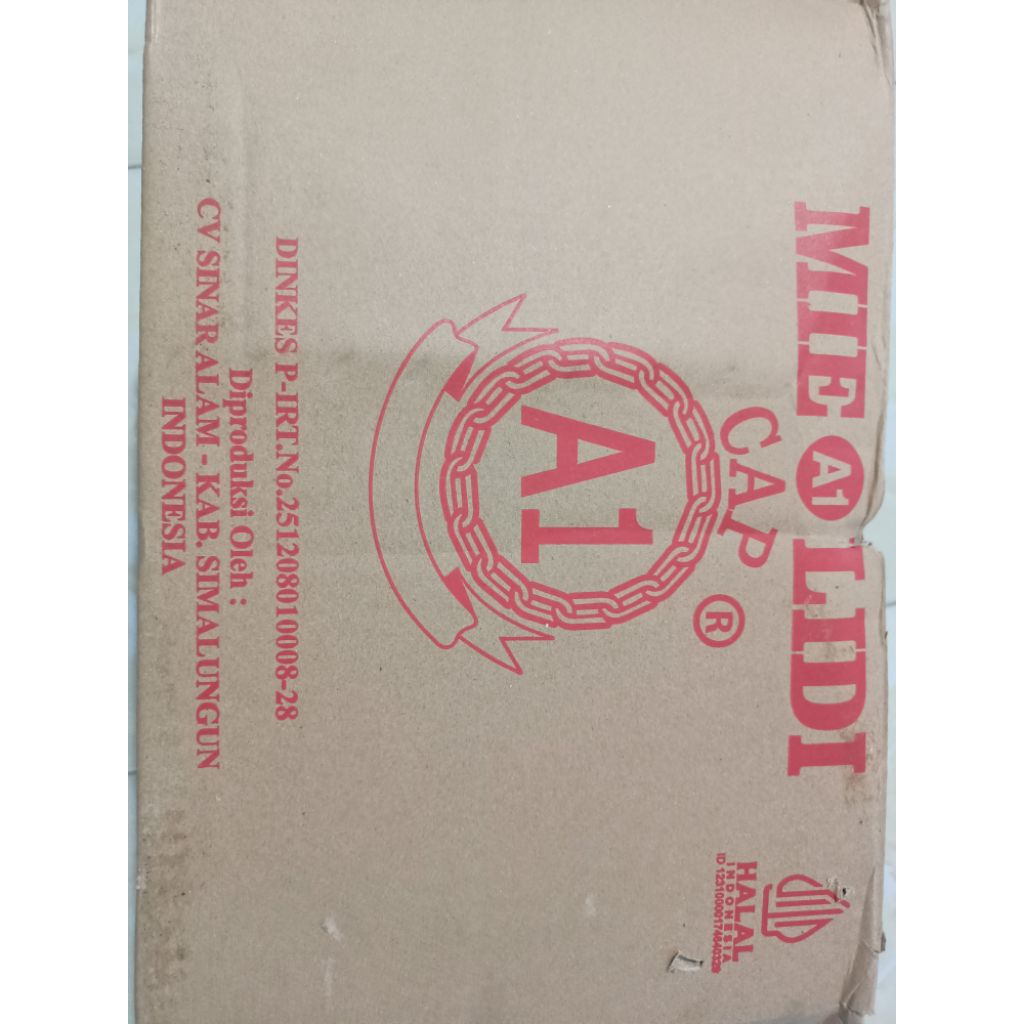 MIE A1 LIDI
CAP
®
A1
HALAL
INDONESIA
DINKES P-IRT.No.251208010008-28
Diproduksi Oleh :
CV SINAR ALAM - KAB. SIMALUNGUN
INDONESIA